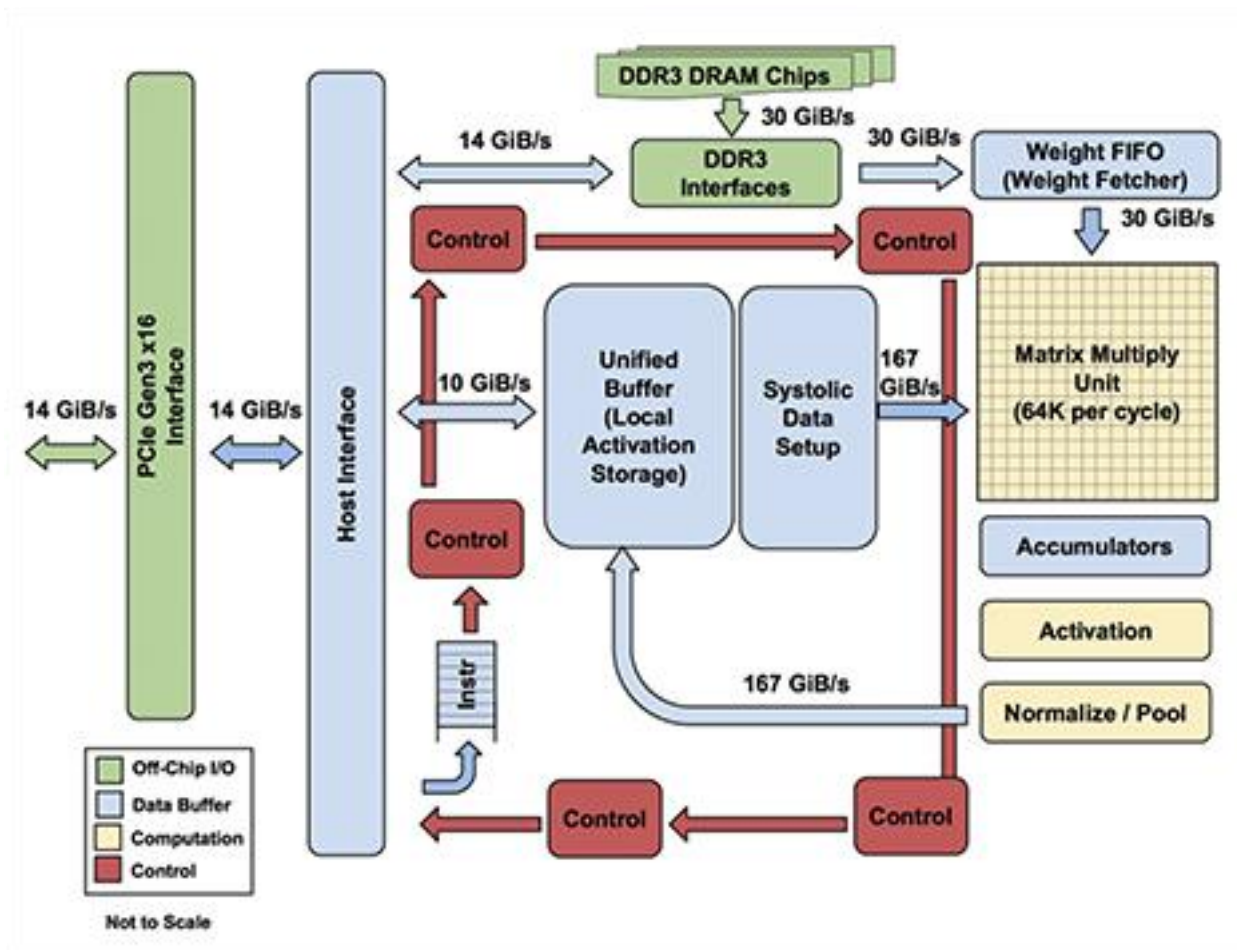 DDR3 DRAM Chips
30 GiB/s
14 GiB/s
DDR3
Interfaces
30 GiB/s
Weight FIFO
(Weight Fetcher)
30 GiB/s
Control
Control
PCIe Gen3 x16
Interface
Host Interface
14 GiB/s
14 GiB/s
10 GiB/s
Unified
Buffer
(Local
Activation
Storage)
Systolic
Data
Setup
167
GiB/s
Matrix Multiply
Unit
(64K per cycle)
Control
Accumulators
Activation
Instr
167 GiB/s
Normalize / Pool
Control
Control
Off-Chip I/O
Data Buffer
Computation
Control
Not to Scale